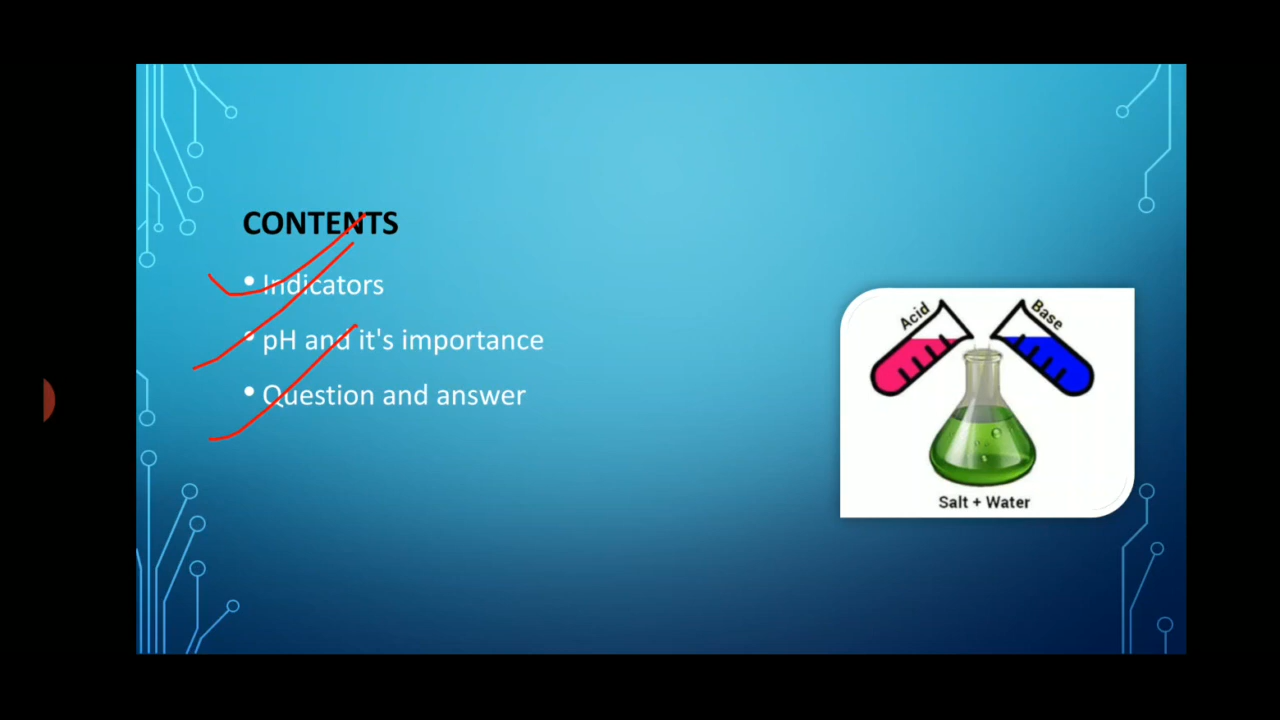 CONTENTS
• Indicators
• pH and it's importance
• Question and answer
Acid
Base
Salt + Water